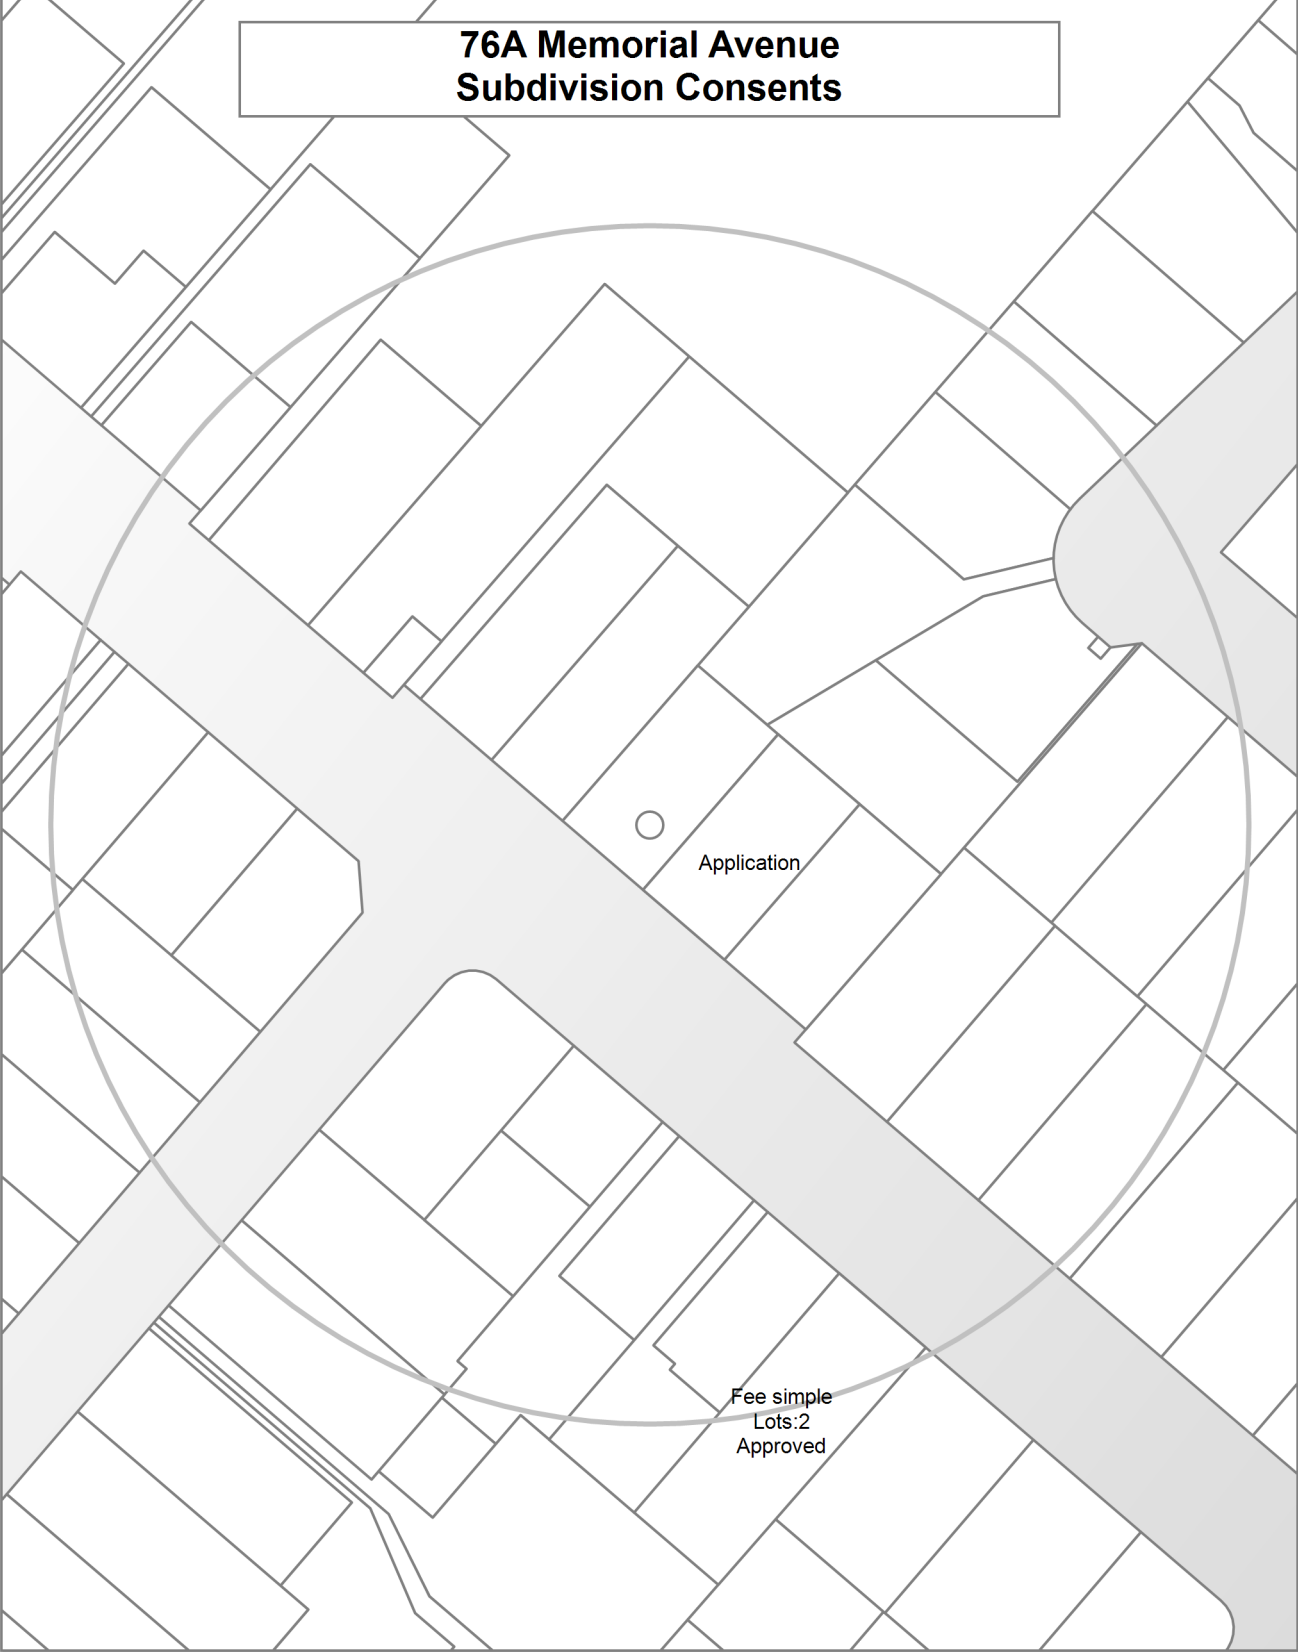 76A Memorial Avenue
Subdivision Consents
Application
Fee simple
Lots:2
Approved